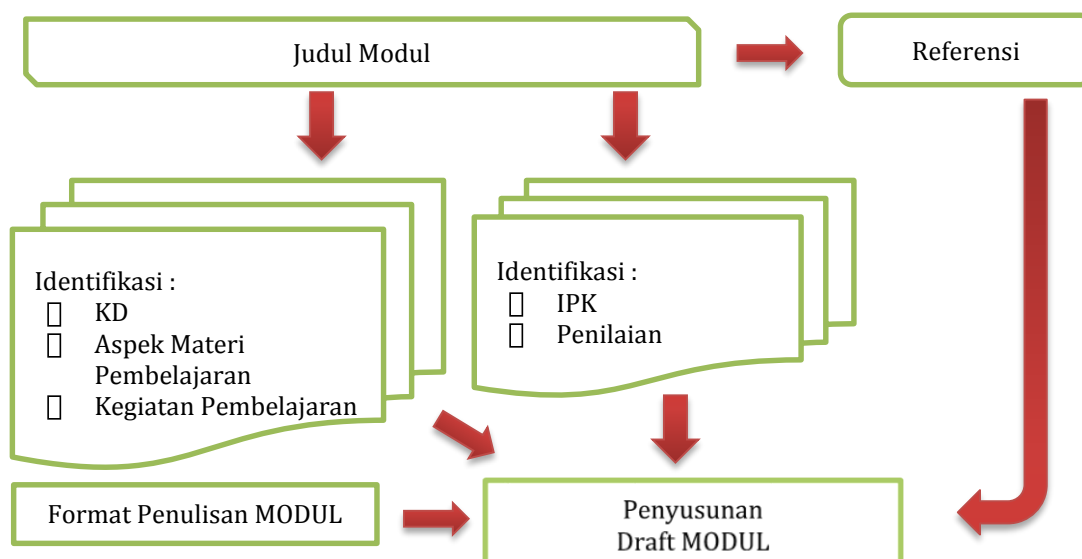 Judul Modul
Referensi
Identifikasi :
KD
Aspek Materi
Pembelajaran
Kegiatan Pembelajaran
Identifikasi :
IPK
Penilaian
Format Penulisan MODUL
Penyusunan
Draft MODUL